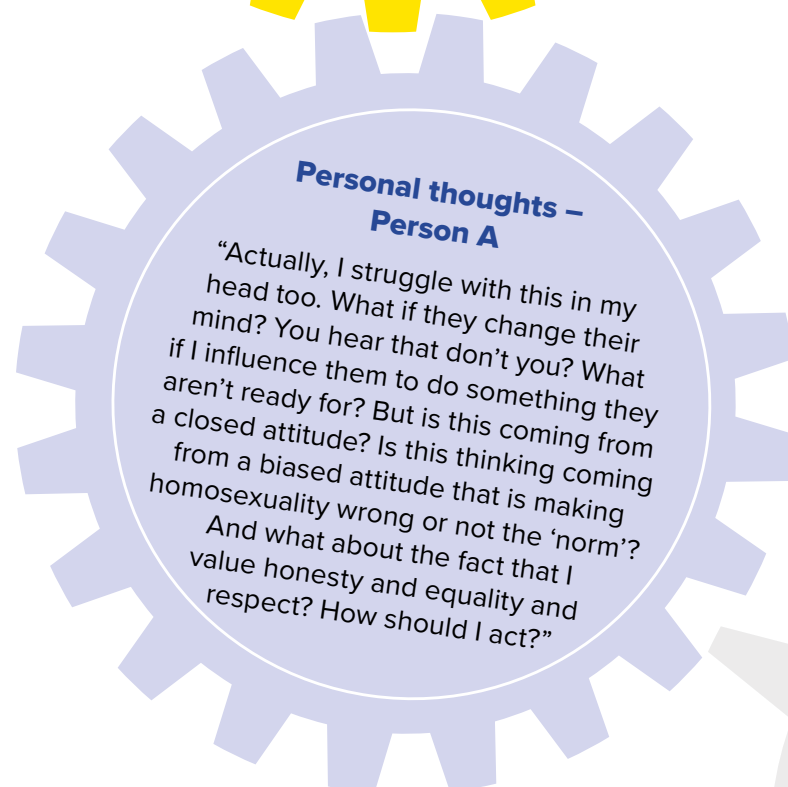 Personal thoughts –
Person A
“Actually, I struggle with this in my
head too. What if they change their
mind? You hear that don’t you? What
if I influence them to do something they
aren’t ready for? But is this coming from
a closed attitude? Is this thinking coming
from a biased attitude that is making
homosexuality wrong or not the ‘norm’?
And what about the fact that I
value honesty and equality and
respect? How should I act?”